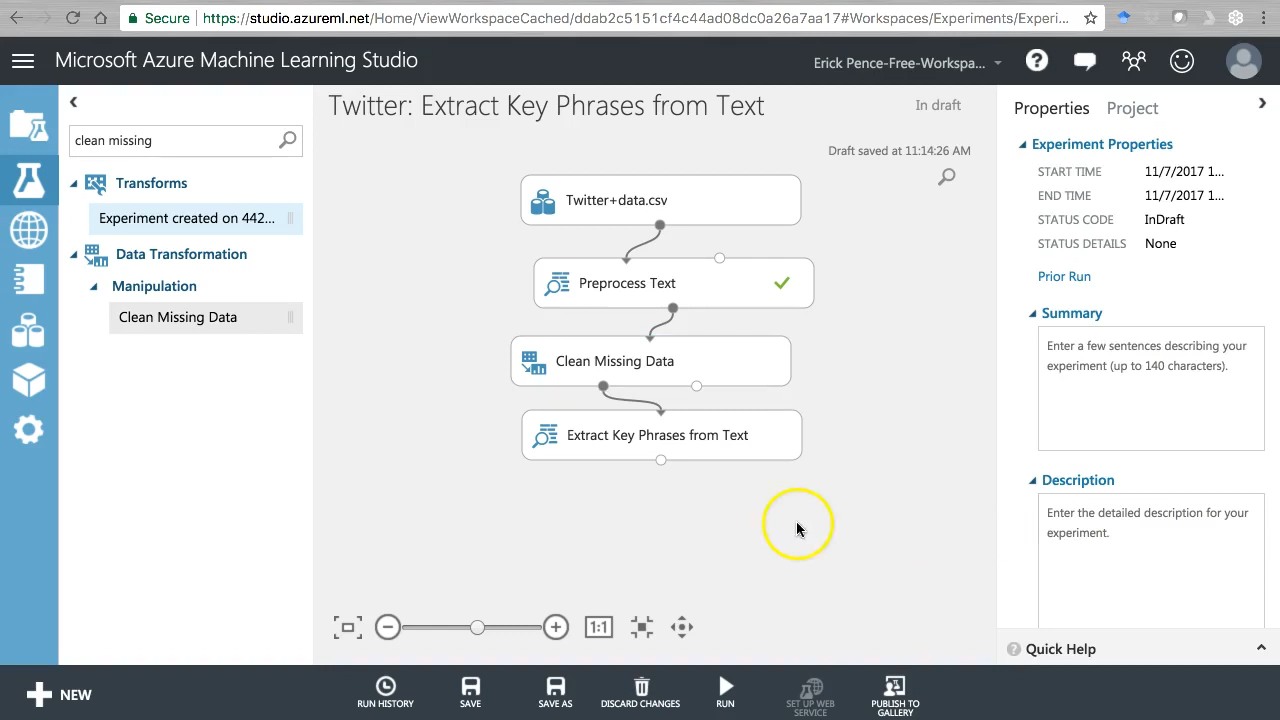 Secure
https://studio.azureml.net/Home/ViewWorkspaceCached/ddab2c5151cf4c44ad08dc0a26a7aa17#Workspaces/Experiments/Experi...
Microsoft Azure Machine Learning Studio
Erick Pence-Free-Workspa...
clean missing
Transforms
Experiment created on 442...
Data Transformation
Manipulation
Clean Missing Data
Twitter: Extract Key Phrases from Text
In draft
Draft saved at 11:14:26 AM
Twitter+data.csv
Preprocess Text
Clean Missing Data
Extract Key Phrases from Text
1:1
Properties
Project
Experiment Properties
START TIME 11/7/2017 1...
END TIME 11/7/2017 1...
STATUS CODE InDraft
STATUS DETAILS None
Prior Run
Summary
Enter a few sentences describing your
experiment (up to 140 characters).
Description
Enter the detailed description for your
experiment.
Quick Help
NEW
RUN HISTORY
SAVE
SAVE AS
DISCARD CHANGES
RUN
SET UP WEB
SERVICE
PUBLISH TO
GALLERY